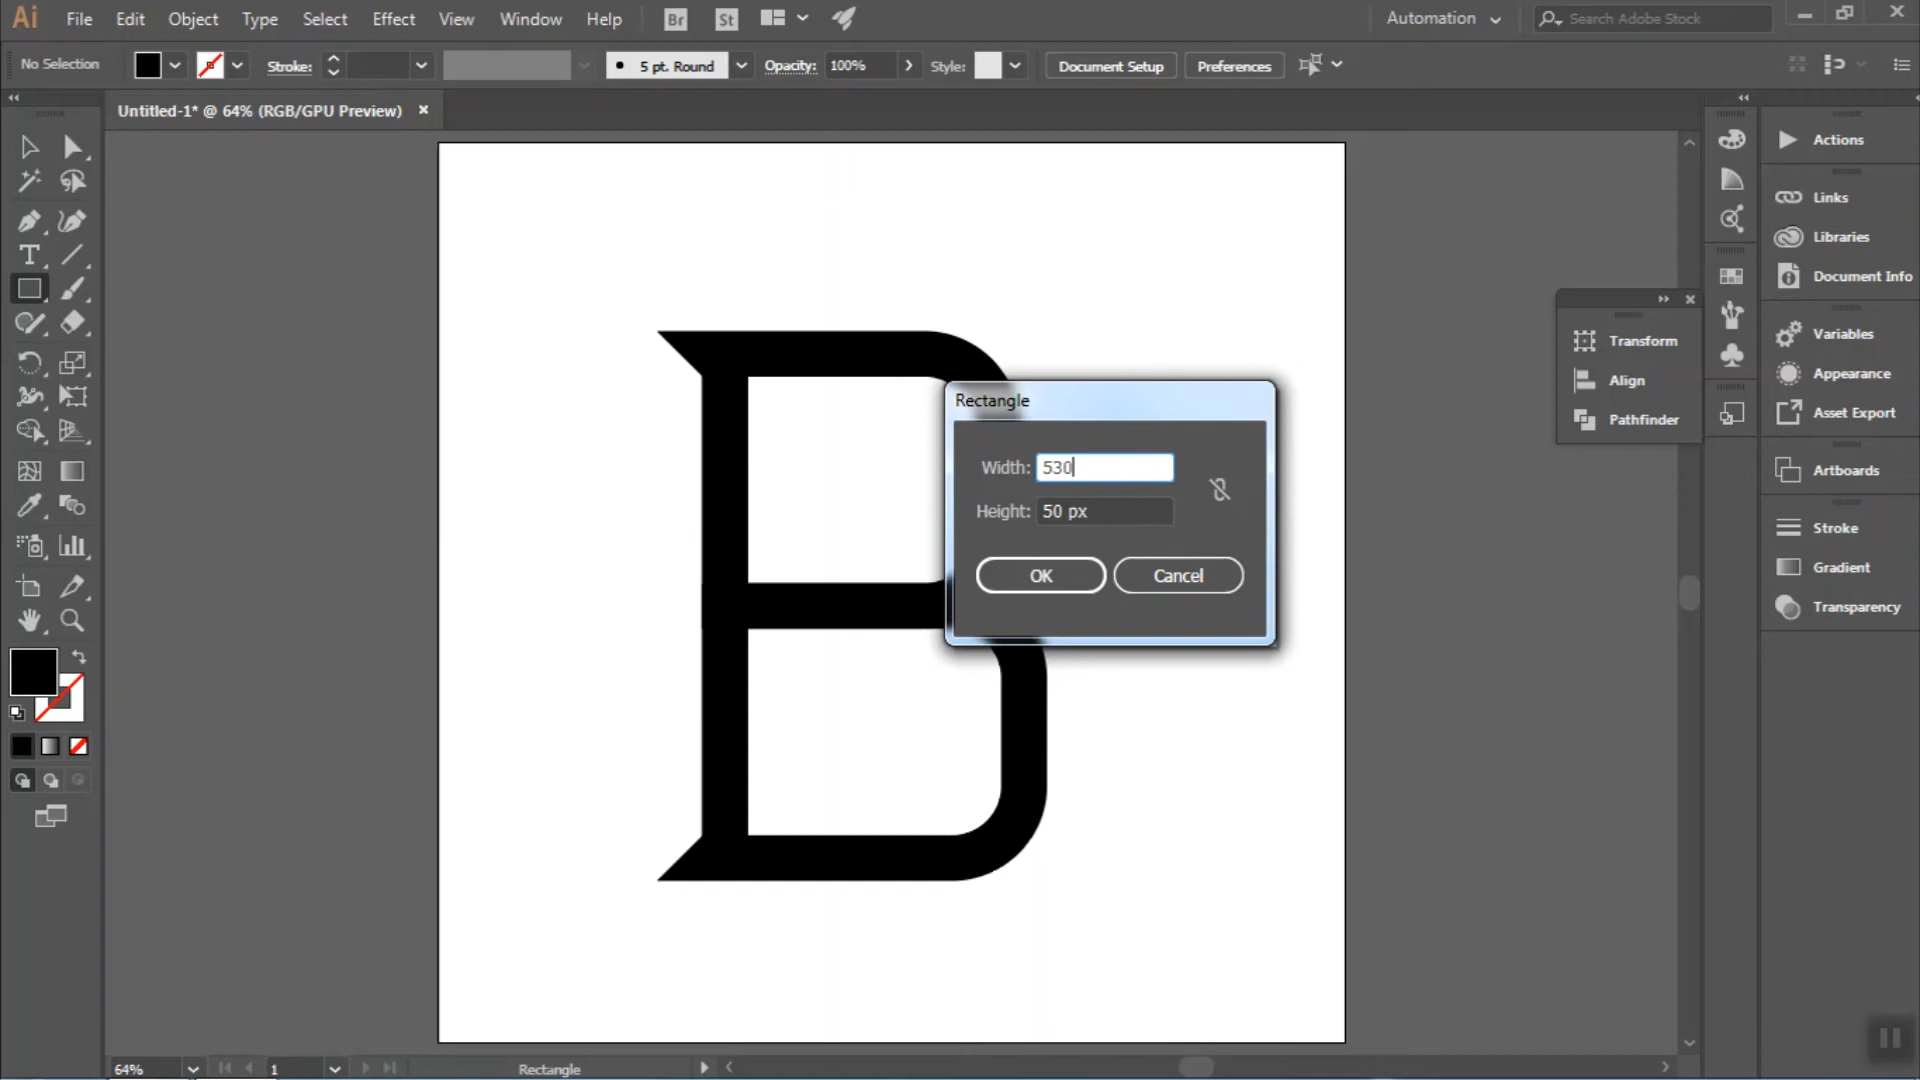 Ai File Edit Object Type Select Effect View Window Help Br St Automation Search Adobe Stock
No Selection Stroke: 5 pt. Round Opacity: 100% Style: Document Setup Preferences
Untitled-1* @ 64% (RGB/GPU Preview)
Actions
Links
Libraries
Document Info
Transform
Variables
Align
Appearance
Asset Export
Pathfinder
B
Rectangle
Width: 530
Height: 50 px
OK Cancel
Artboards
Stroke
Gradient
Transparency
64% 1 Rectangle